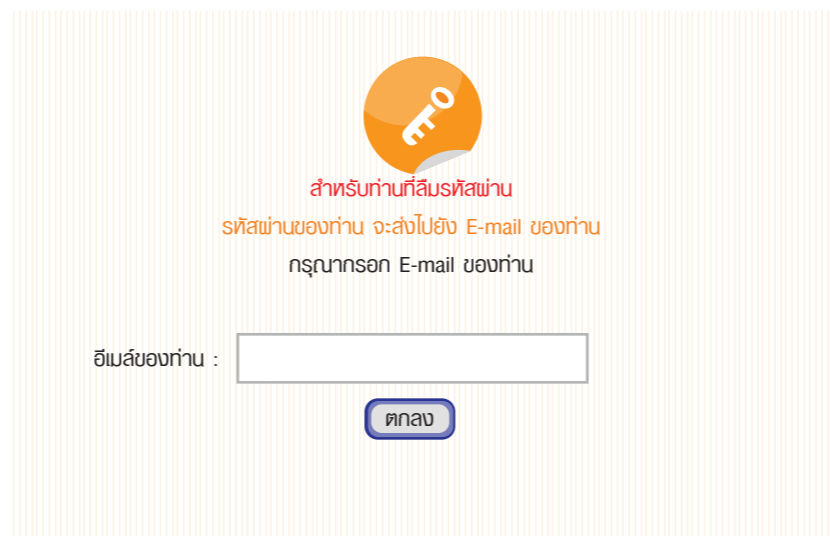 สำหรับท่านที่ลืมรหัสผ่าน
รหัสผ่านของท่าน จะส่งไปยัง E-mail ของท่าน
กรุณากรอก E-mail ของท่าน
อีเมล์ของท่าน :
ตกลง